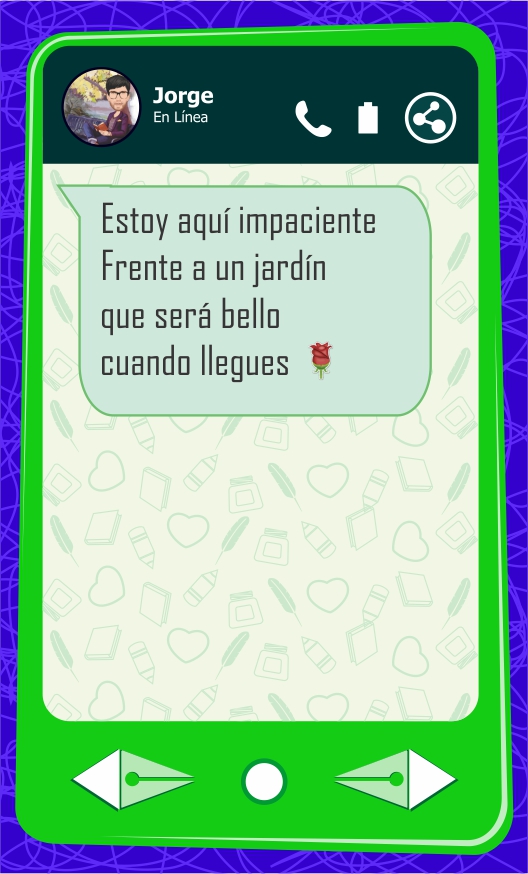 Jorge
En Línea
Estoy aquí impaciente
Frente a un jardín
que será bello
cuando llegues 🌹